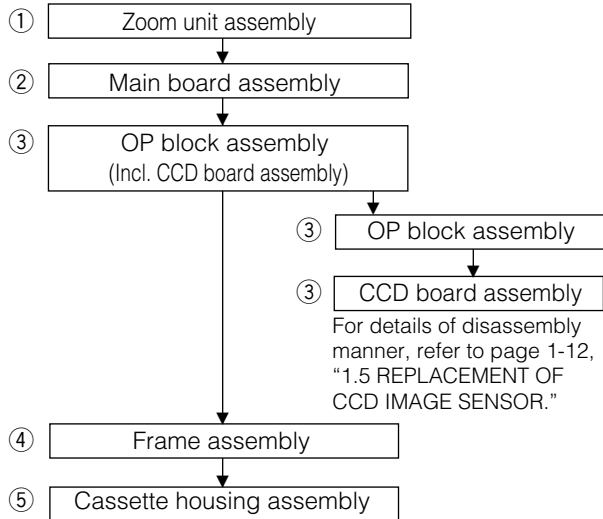 ① Zoom unit assembly
② Main board assembly
③ OP block assembly
(Incl. CCD board assembly)
③ OP block assembly
③ CCD board assembly
For details of disassembly
manner, refer to page 1-12,
“1.5 REPLACEMENT OF
CCD IMAGE SENSOR.”
④ Frame assembly
⑤ Cassette housing assembly